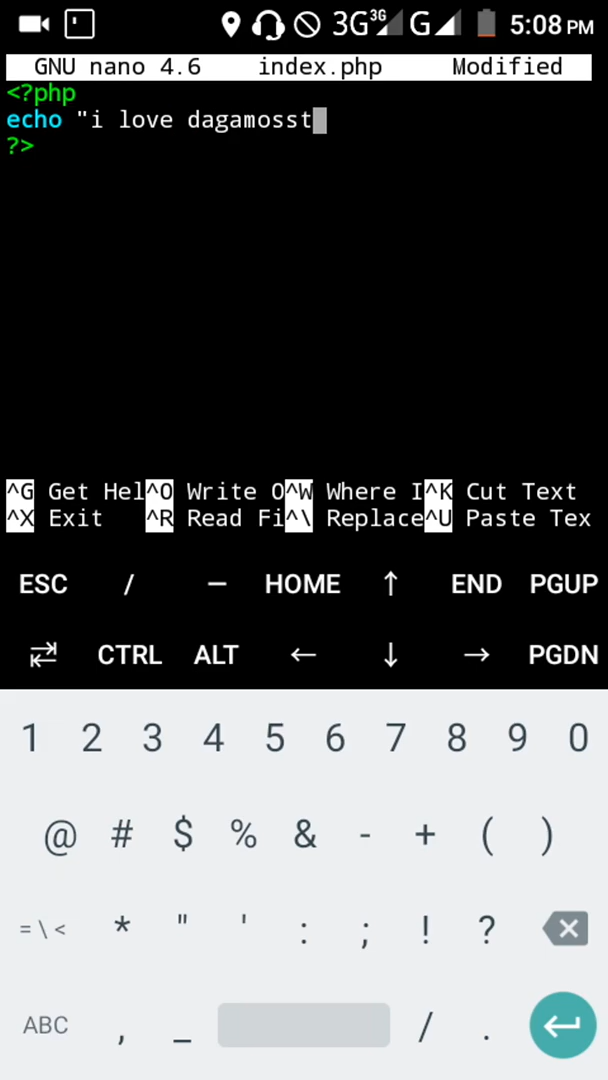 3G 3G G 5:08 PM
GNU nano 4.6 index.php Modified
<?php
echo "i love dagamosst
?>
^G Get Hel^O Write O^W Where I^K Cut Text
^X Exit ^R Read Fi^\ Replace^U Paste Tex
ESC / — HOME ↑ END PGUP
CTRL ALT ← ↓ → PGDN
1 2 3 4 5 6 7 8 9 0
@ # $ % & - + ( )
= \ < * " ' : ; ! ?
ABC , _ / .